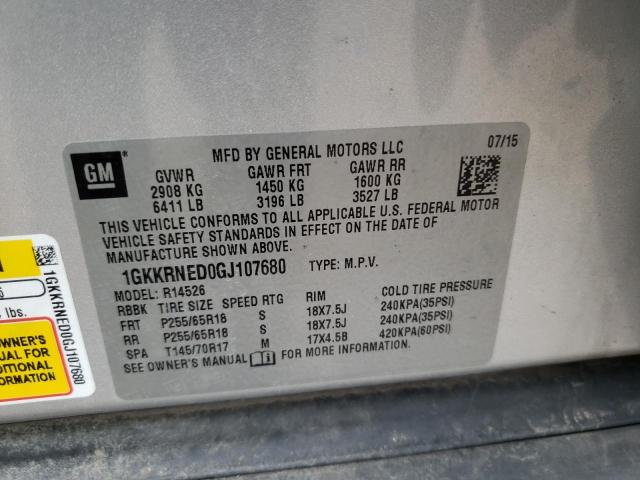 MFD BY GENERAL MOTORS LLC
07/15
GM
GVWR GAWR FRT GAWR RR
2908 KG 1450 KG 1600 KG
6411 LB 3196 LB 3527 LB
THIS VEHICLE CONFORMS TO ALL APPLICABLE U.S. FEDERAL MOTOR
VEHICLE SAFETY STANDARDS IN EFFECT ON THE DATE OF
MANUFACTURE SHOWN ABOVE.
1GKKRNED0GJ107680 TYPE: M.P.V.
MODEL: R14526
RBBK TIRE SIZE SPEED RTG RIM COLD TIRE PRESSURE
FRT P255/65R18 S 18X7.5J 240KPA(35PSI)
RR P255/65R18 S 18X7.5J 240KPA(35PSI)
SPA T145/70R17 M 17X4.5B 420KPA(60PSI)
SEE OWNER'S MANUAL FOR MORE INFORMATION.
lbs.
OWNER'S
UAL FOR
DITIONAL
ORMATION
1GKKRNED0GJ107680